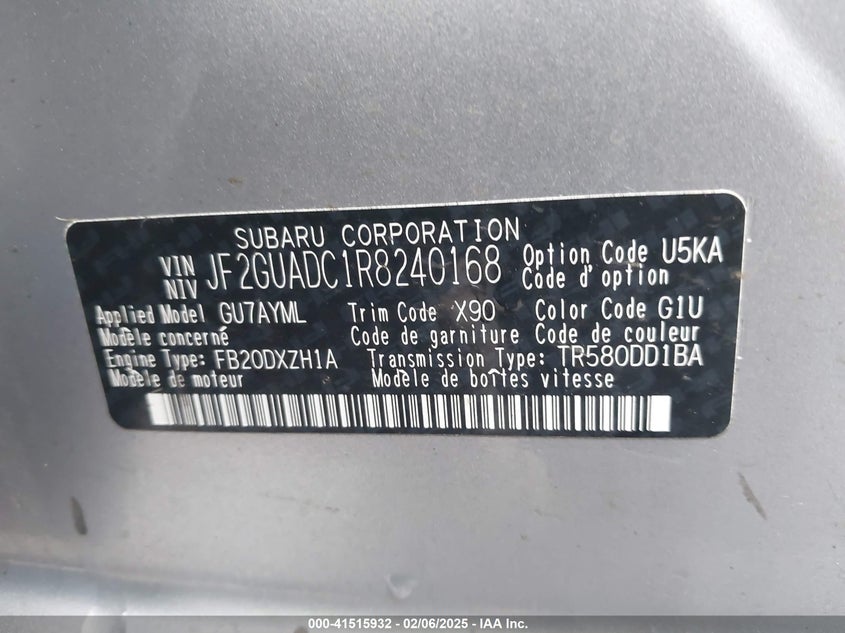 SUBARU CORPORATION
VIN NIV JF2GUADC1R8240168 Option Code U5KA
Code d'option
Applied Model GU7AYML Trim Code X90 Color Code G1U
Modèle concerné Code de garniture Code de couleur
Engine Type: FB20DXZH1A Transmission Type: TR580DD1BA
Modèle de moteur Modèle de boîtes vitesse
000-41515932 - 02/06/2025 - IAA Inc.